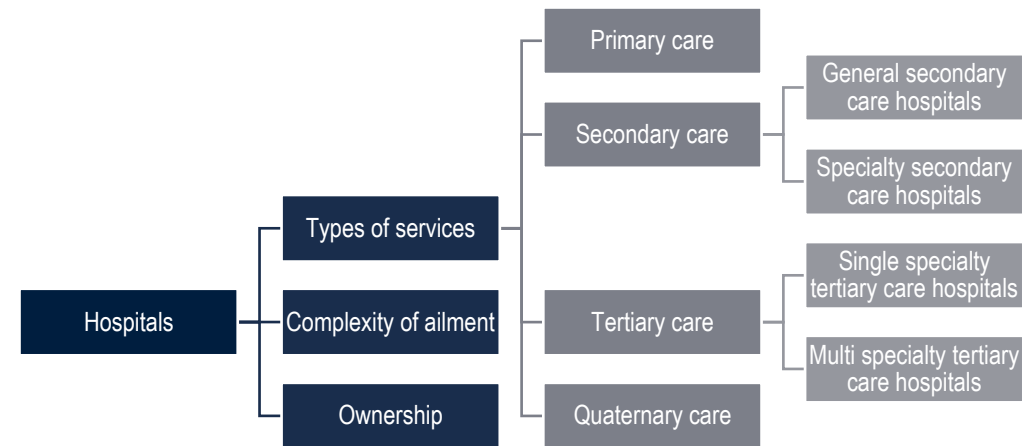 Hospitals
Types of services
Complexity of ailment
Ownership
Primary care
Secondary care
Tertiary care
Quaternary care
General secondary
care hospitals
Specialty secondary
care hospitals
Single specialty
tertiary care hospitals
Multi specialty tertiary
care hospitals